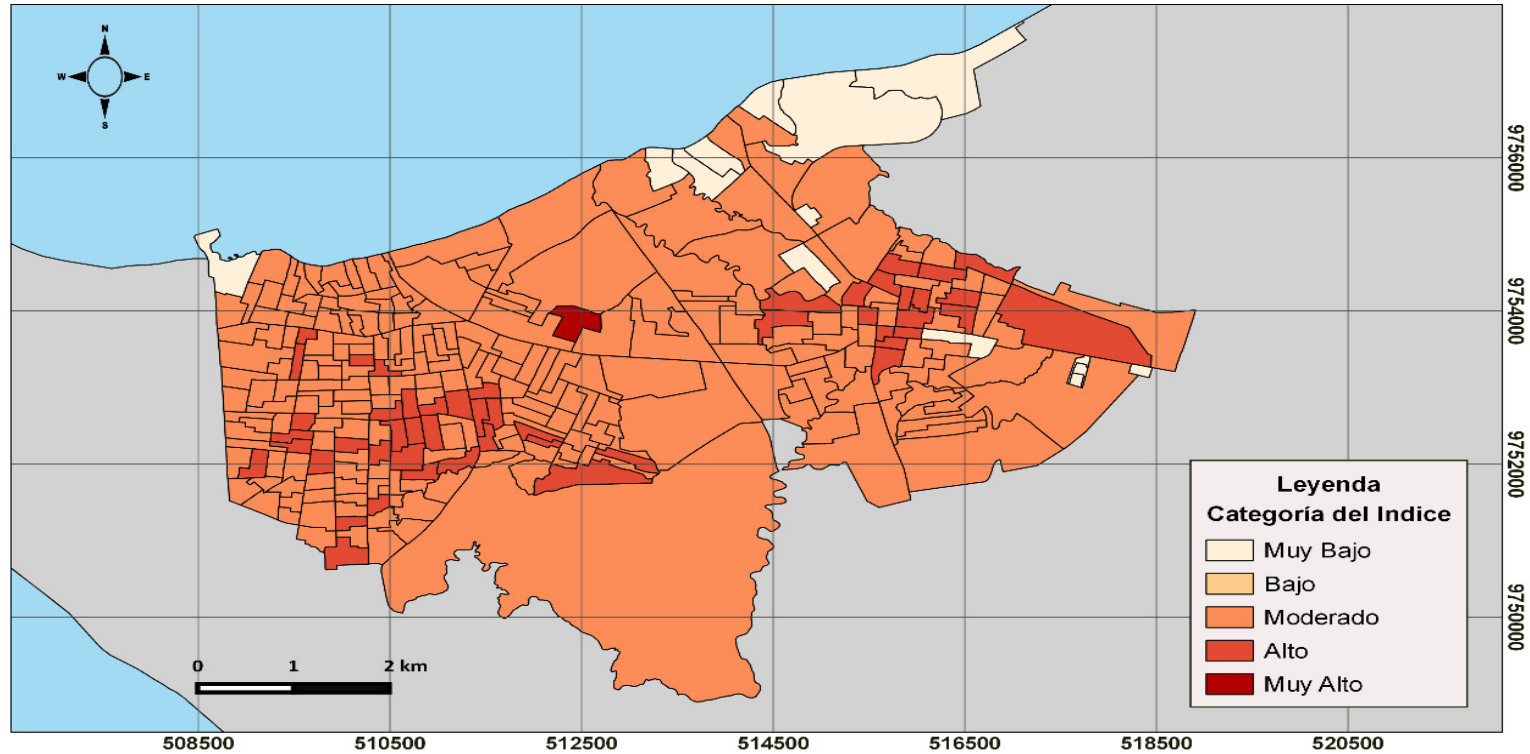 N
W E
S
9756000
9754000
9752000
9750000
Leyenda
Categoría del Indice
Muy Bajo
Bajo
Moderado
Alto
Muy Alto
0 1 2 km
508500 510500 512500 514500 516500 518500 520500